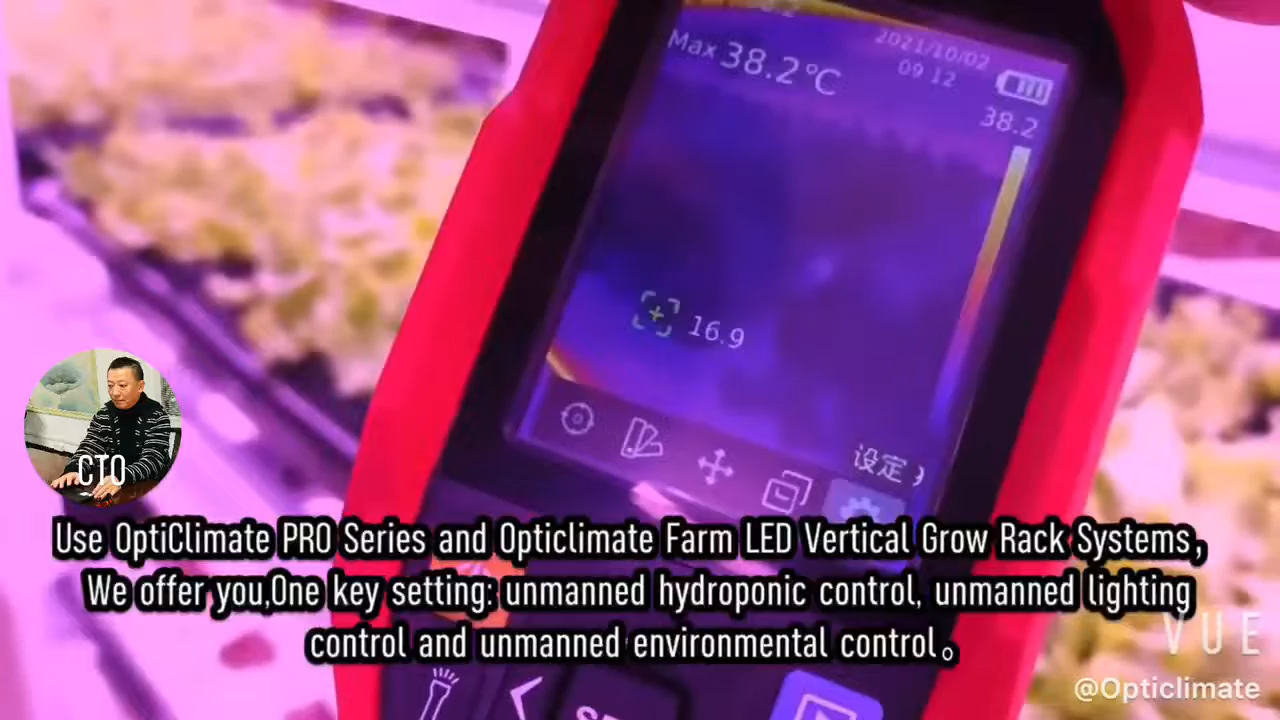 2021/10/02
Max 38.2°C
09 12
38.2
16.9
设定
CTO
Use OptiClimate PRO Series and Opticlimate Farm LED Vertical Grow Rack Systems,
We offer you,One key setting: unmanned hydroponic control, unmanned lighting
control and unmanned environmental control。
VUE
@Opticlimate